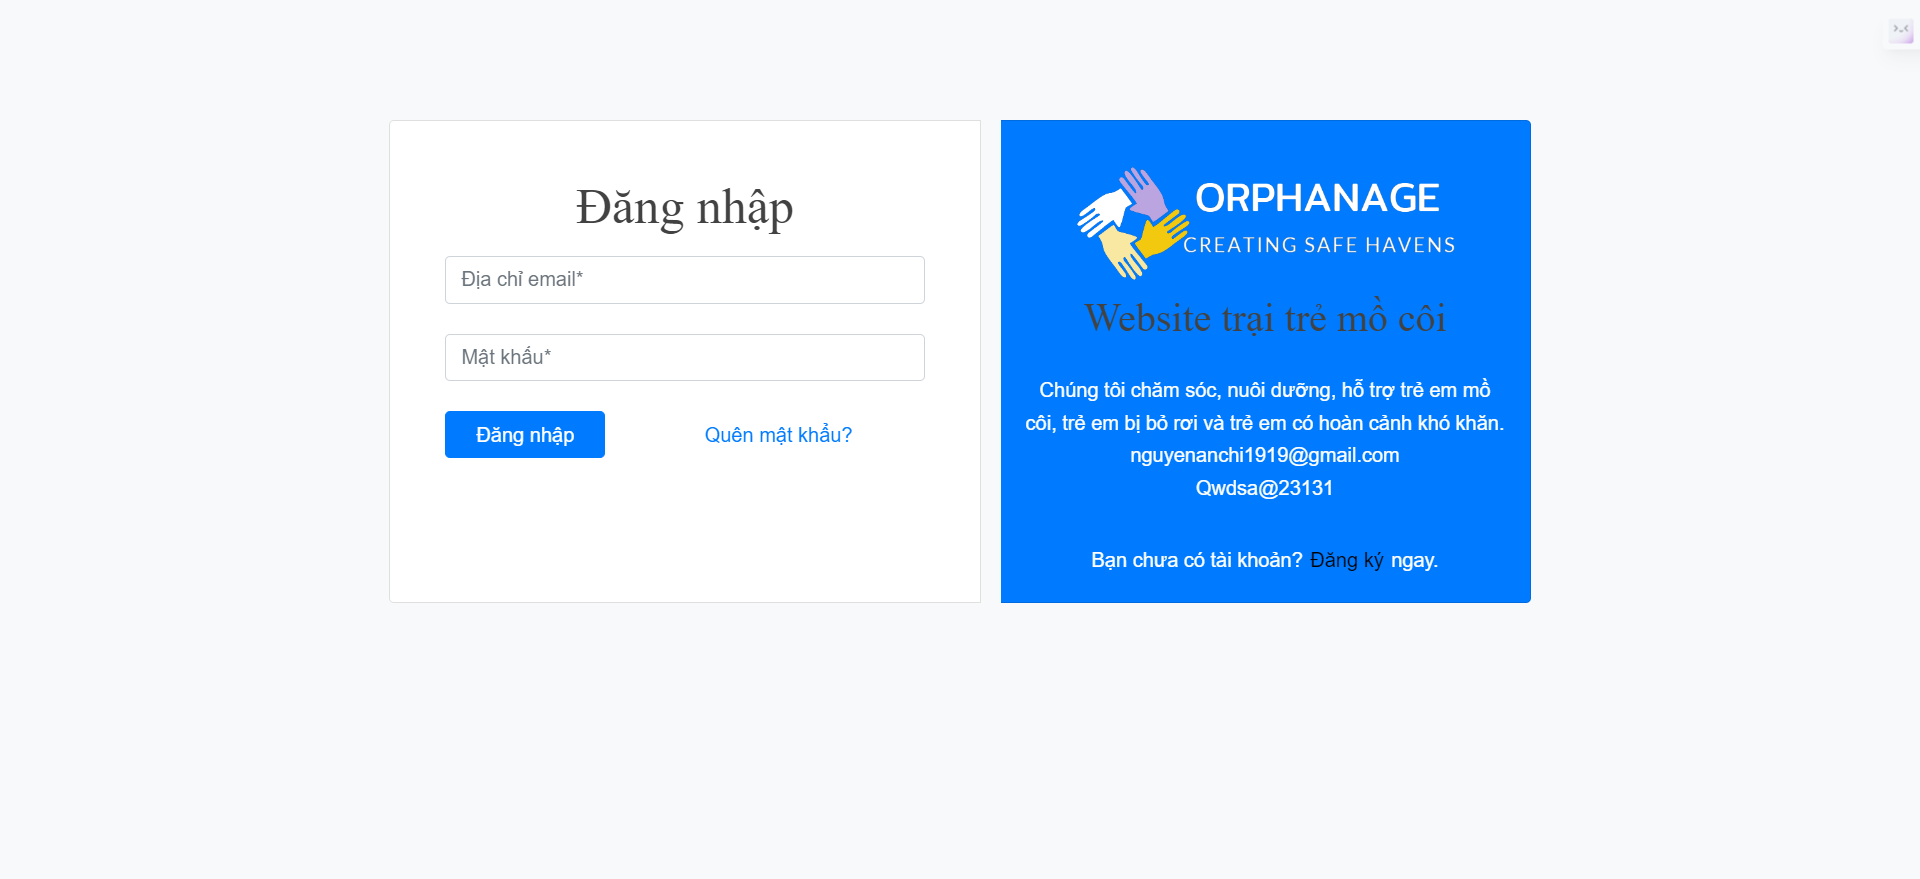 Đăng nhập
Địa chỉ email*
Mật khẩu*
Đăng nhập
Quên mật khẩu?
ORPHANAGE
CREATING SAFE HAVENS
Website trại trẻ mồ côi
Chúng tôi chăm sóc, nuôi dưỡng, hỗ trợ trẻ em mồ
côi, trẻ em bị bỏ rơi và trẻ em có hoàn cảnh khó khăn.
nguyenanchi1919@gmail.com
Qwdsa@23131
Bạn chưa có tài khoản? Đăng ký ngay.